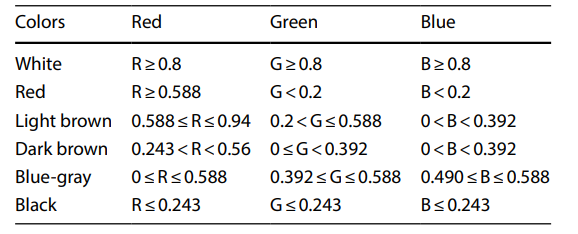 Colors Red Green Blue
White R ≥ 0.8 G ≥ 0.8 B ≥ 0.8
Red R ≥ 0.588 G < 0.2 B < 0.2
Light brown 0.588 ≤ R ≤ 0.94 0.2 < G ≤ 0.588 0 < B < 0.392
Dark brown 0.243 < R < 0.56 0 ≤ G < 0.392 0 < B < 0.392
Blue-gray 0 ≤ R ≤ 0.588 0.392 ≤ G ≤ 0.588 0.490 ≤ B ≤ 0.588
Black R ≤ 0.243 G ≤ 0.243 B ≤ 0.243